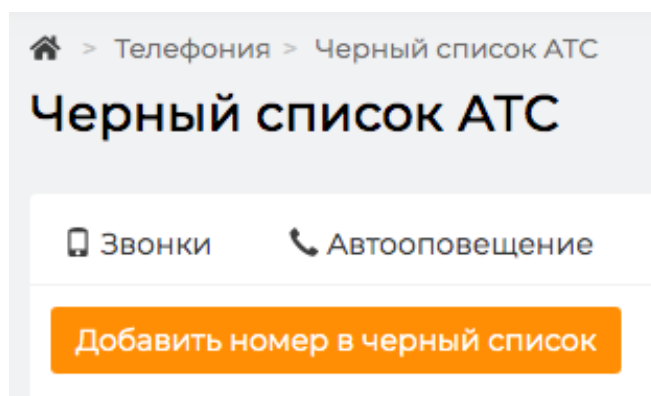 > Телефония > Черный список АТС
Черный список АТС
Звонки Автооповещение
Добавить номер в черный список